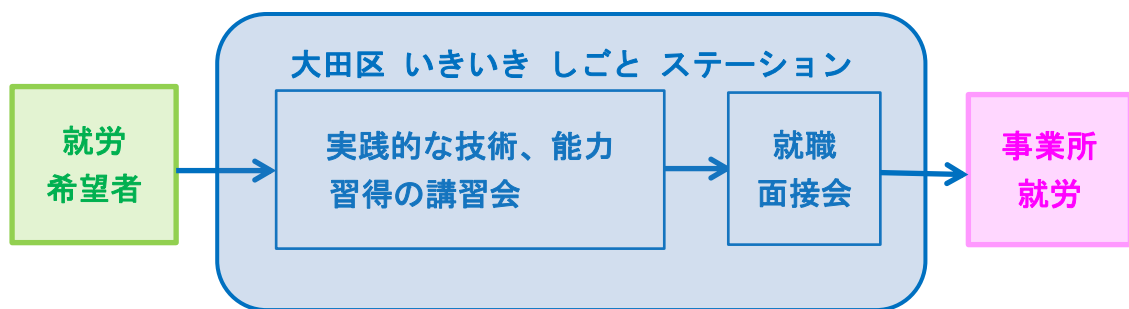 大田区 いきいき しごと ステーション
就労
希望者
実践的な技術、能力
習得の講習会
就職
面接会
事業所
就労